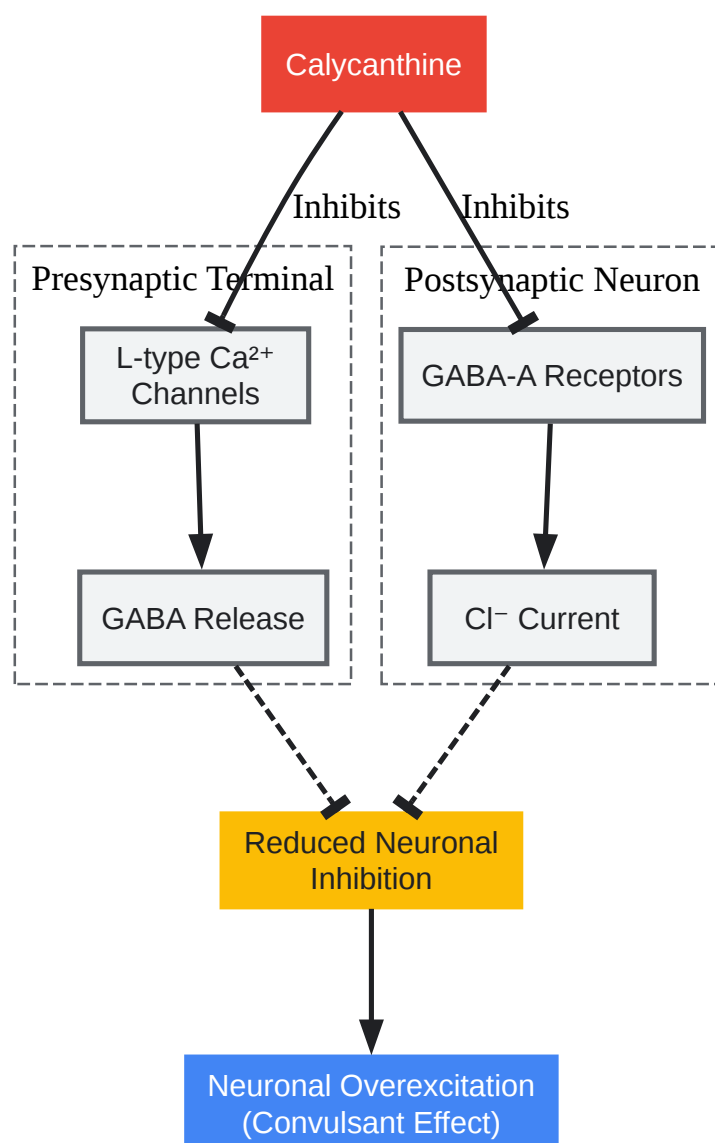 Calycanthine
Inhibits
Inhibits
Presynaptic Terminal
Postsynaptic Neuron
L-type Ca²⁺
Channels
GABA-A Receptors
GABA Release
Cl⁻ Current
Reduced Neuronal
Inhibition
Neuronal Overexcitation
(Convulsant Effect)